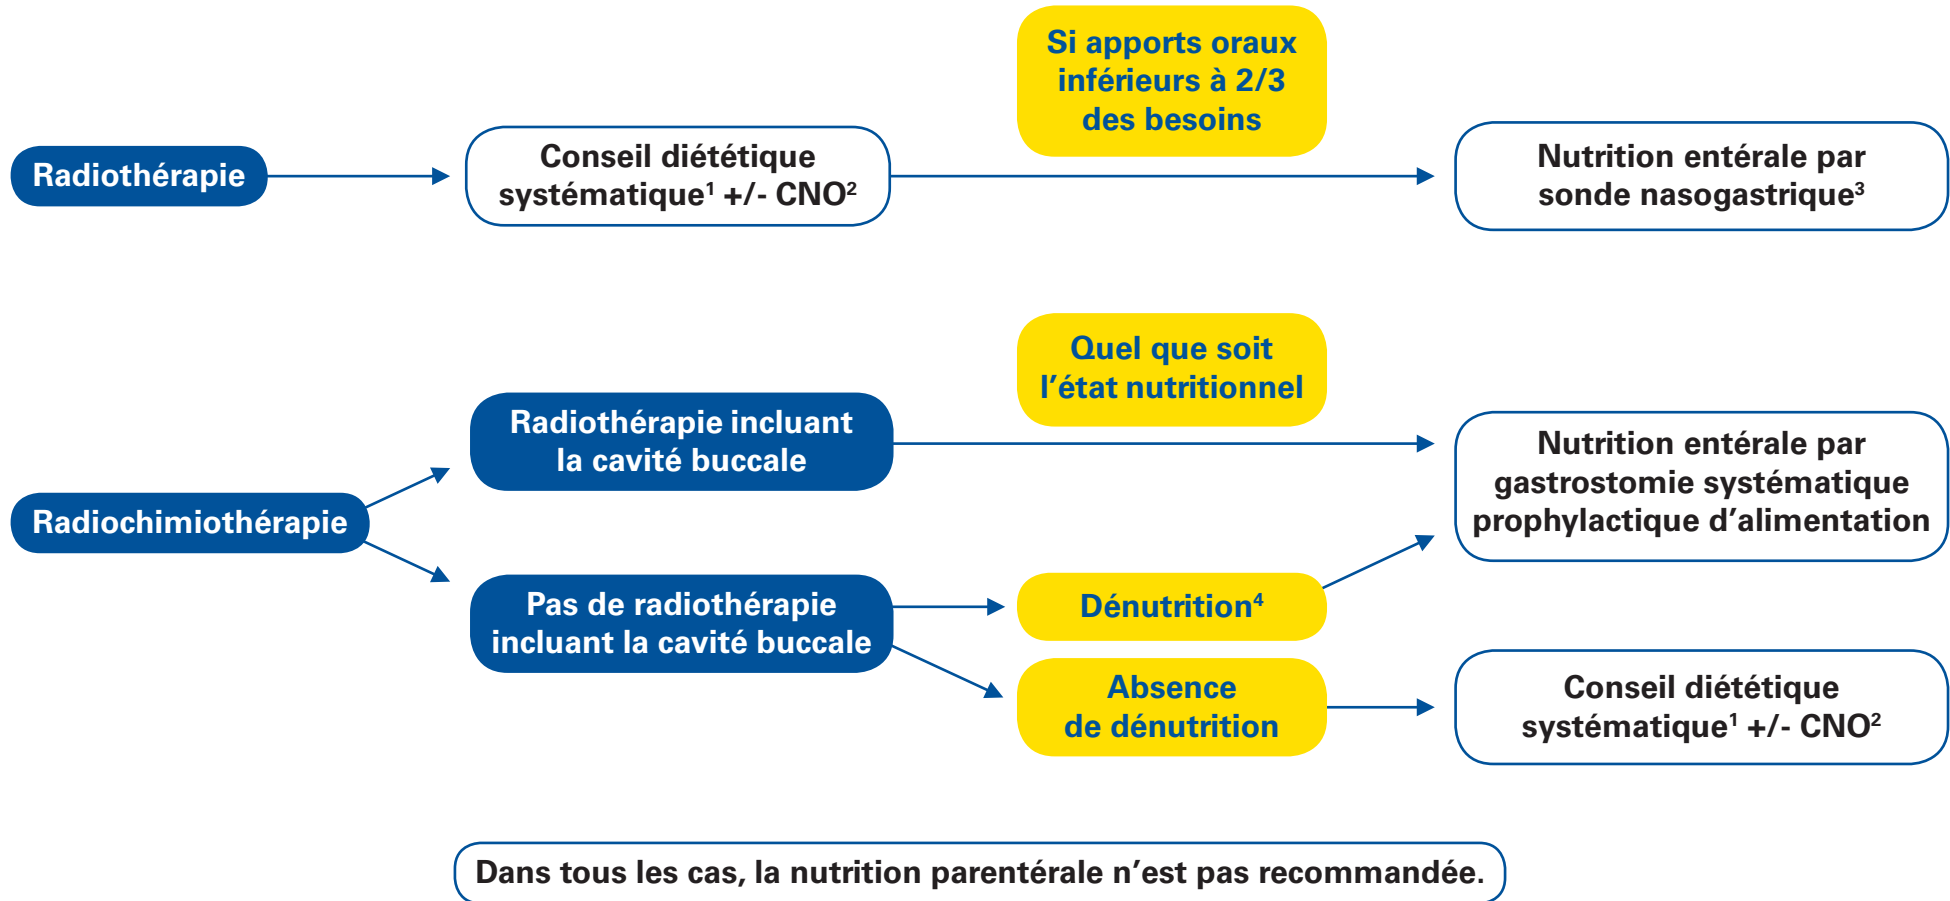 Si apports oraux
inférieurs à 2/3
des besoins
Radiothérapie
Conseil diététique
systématique¹ +/- CNO²
Nutrition entérale par
sonde nasogastrique³
Quel que soit
l’état nutritionnel
Radiothérapie incluant
la cavité buccale
Nutrition entérale par
gastrostomie systématique
prophylactique d’alimentation
Radiochimiothérapie
Pas de radiothérapie
incluant la cavité buccale
Dénutrition⁴
Absence
de dénutrition
Conseil diététique
systématique¹ +/- CNO²
Dans tous les cas, la nutrition parentérale n’est pas recommandée.